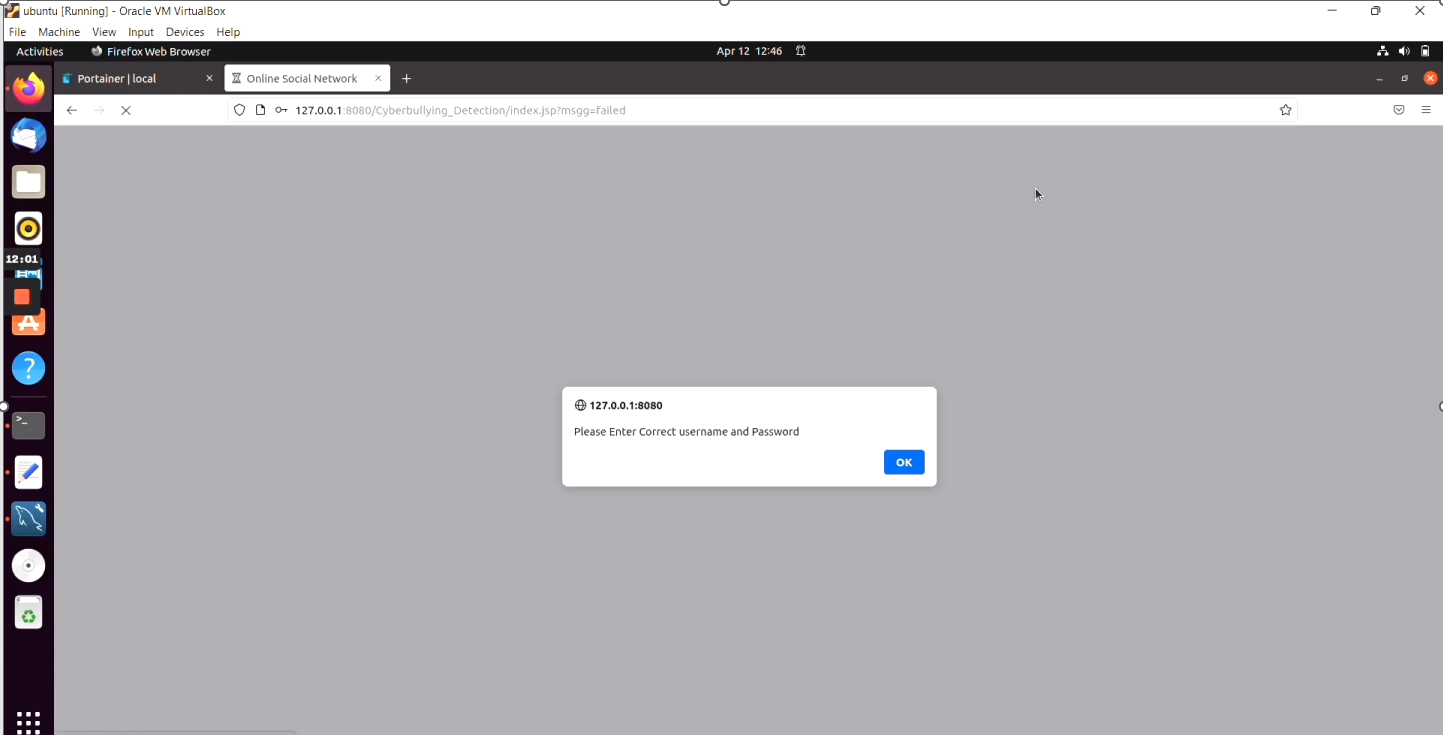 ubuntu [Running] - Oracle VM VirtualBox
File Machine View Input Devices Help
Activities Firefox Web Browser Apr 12 12:46
Portainer | local Online Social Network
127.0.0.1:8080/Cyberbullying_Detection/index.jsp?msgg=failed
12:01
127.0.0.1:8080
Please Enter Correct username and Password
OK